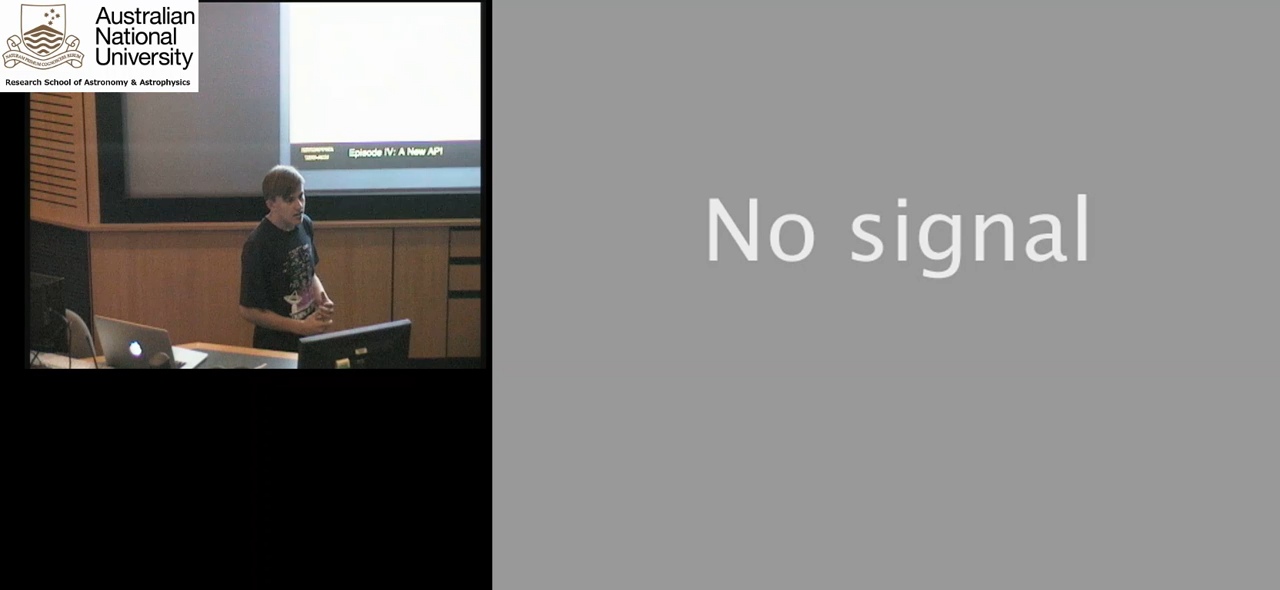 Australian
National
University
Research School of Astronomy & Astrophysics
Episode IV: A New API
No signal